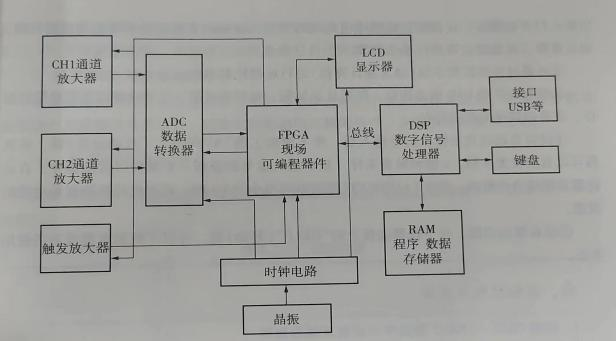 CH1通道
放大器
CH2通道
放大器
触发放大器
ADC
数据
转换器
FPGA
现场
可编程器件
LCD
显示器
总线
DSP
数字信号
处理器
接口
USB等
键盘
RAM
程序 数据
存储器
时钟电路
晶振